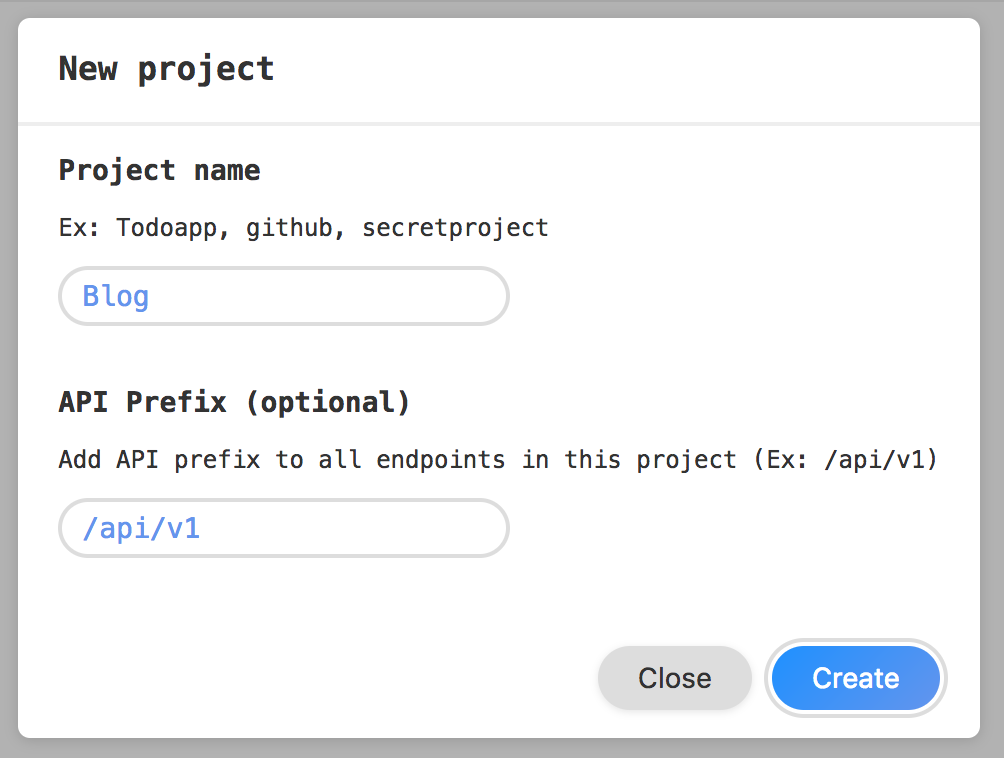 New project
Project name
Ex: Todoapp, github, secretproject
Blog
API Prefix (optional)
Add API prefix to all endpoints in this project (Ex: /api/v1)
/api/v1
Close
Create